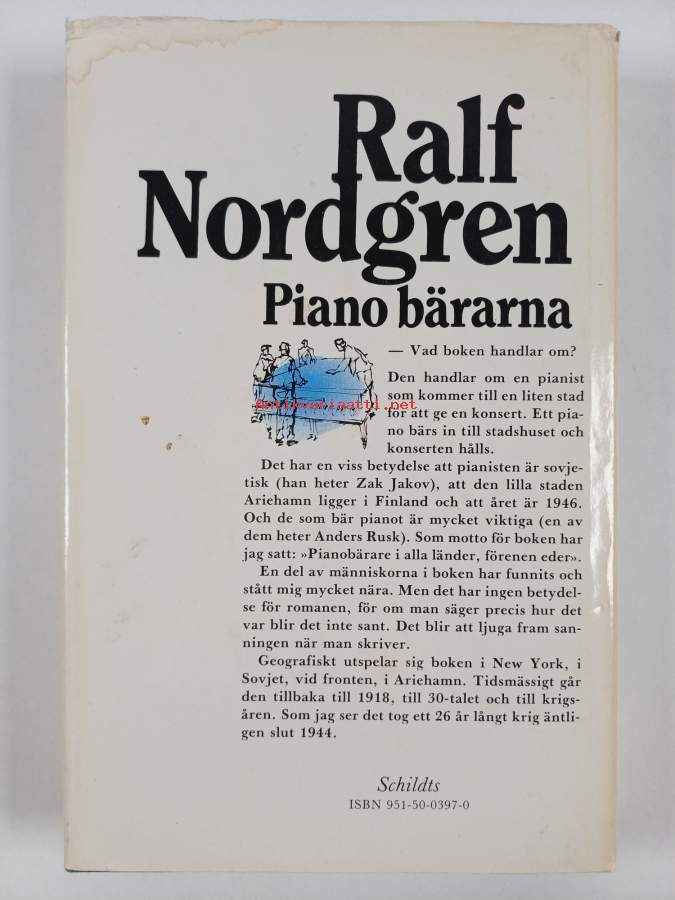 Ralf
Nordgren
Piano bärarna
— Vad boken handlar om?
Den handlar om en pianist
som kommer till en liten stad
antikvariaatti.net
för att ge en konsert. Ett pia-
no bärs in till stadshuset och
konserten hålls.
Det har en viss betydelse att pianisten är sovje-
tisk (han heter Zak Jakov), att den lilla staden
Ariehamn ligger i Finland och att året är 1946.
Och de som bär pianot är mycket viktiga (en av
dem heter Anders Rusk). Som motto för boken har
jag satt: »Pianobärare i alla länder, förenen eder».
En del av människorna i boken har funnits och
stått mig mycket nära. Men det har ingen betydel-
se för romanen, för om man säger precis hur det
var blir det inte sant. Det blir att ljuga fram san-
ningen när man skriver.
Geografiskt utspelar sig boken i New York, i
Sovjet, vid fronten, i Ariehamn. Tidsmässigt går
den tillbaka till 1918, till 30-talet och till krigs-
åren. Som jag ser det tog ett 26 år långt krig äntli-
gen slut 1944.
Schildts
ISBN 951-50-0397-0